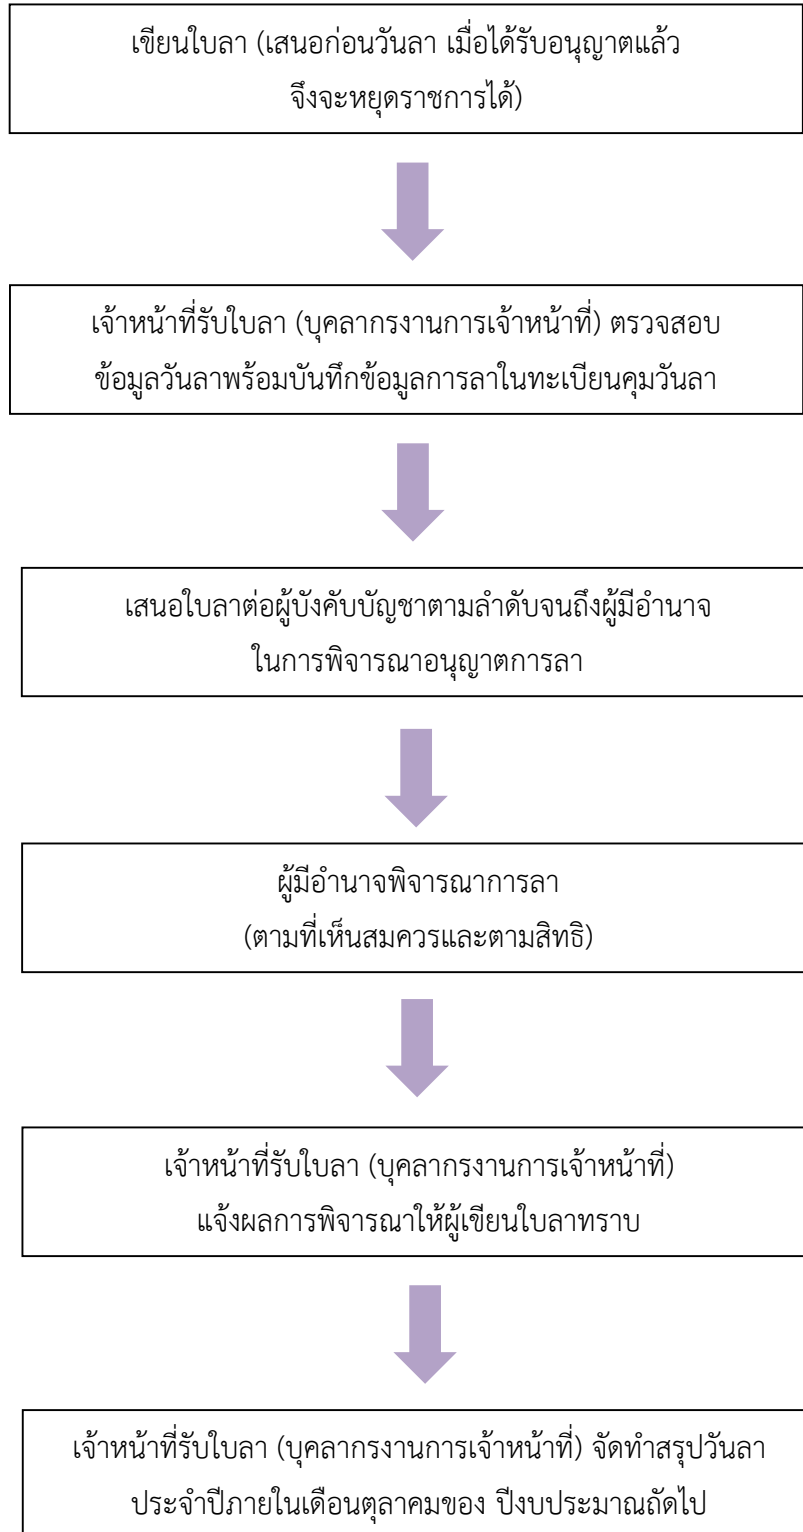 เขียนใบลา (เสนอก่อนวันลา เมื่อได้รับอนุญาตแล้ว
จึงจะหยุดราชการได้)
เจ้าหน้าที่รับใบลา (บุคลากรงานการเจ้าหน้าที่) ตรวจสอบ
ข้อมูลวันลาพร้อมบันทึกข้อมูลการลาในทะเบียนคุมวันลา
เสนอใบลาต่อผู้บังคับบัญชาตามลำดับจนถึงผู้มีอำนาจ
ในการพิจารณาอนุญาตการลา
ผู้มีอำนาจพิจารณาการลา
(ตามที่เห็นสมควรและตามสิทธิ)
เจ้าหน้าที่รับใบลา (บุคลากรงานการเจ้าหน้าที่)
แจ้งผลการพิจารณาให้ผู้เขียนใบลาทราบ
เจ้าหน้าที่รับใบลา (บุคลากรงานการเจ้าหน้าที่) จัดทำสรุปวันลา
ประจำปีภายในเดือนตุลาคมของ ปีงบประมาณถัดไป